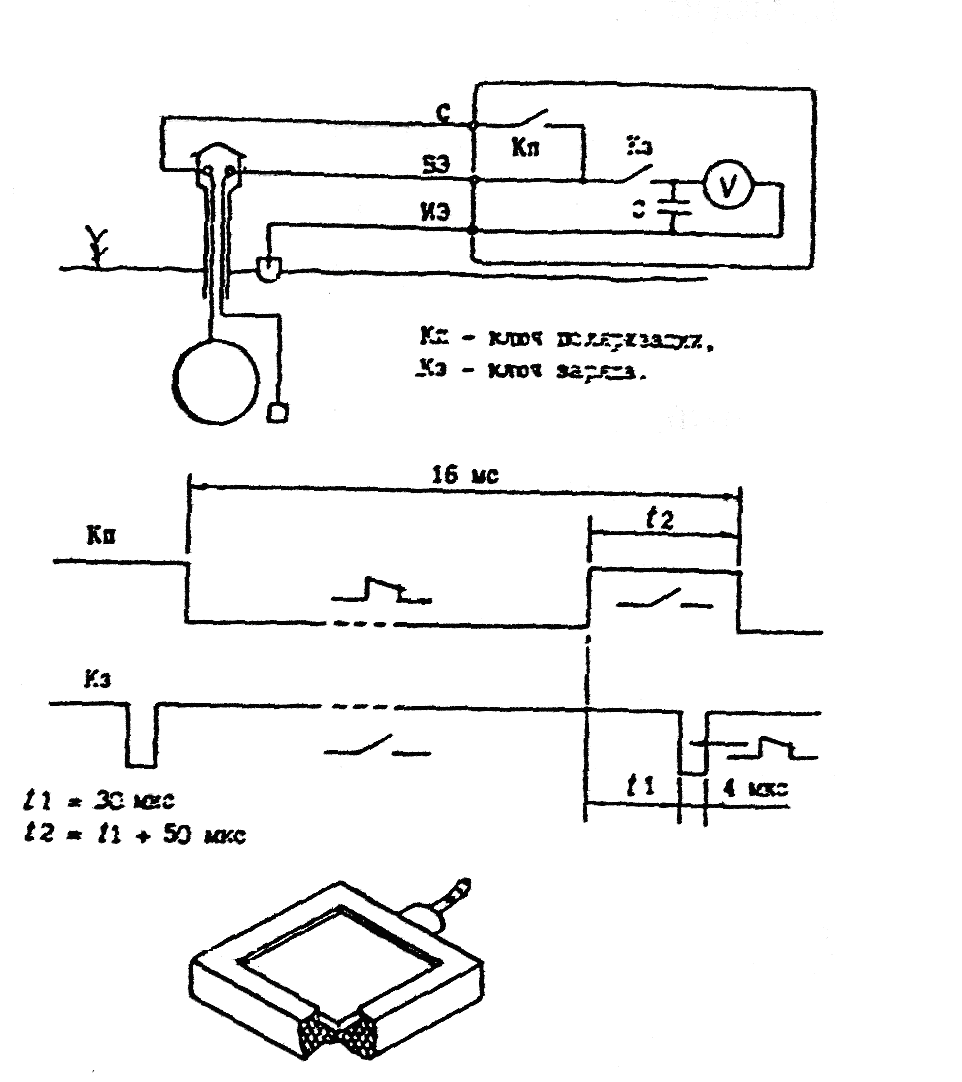 С
Кп
Кз
ВЭ
V
С
ИЭ
Кп - ключ поляризации,
Кз - ключ заряда.
16 мс
t2
Кп
Кз
t1
4 мкс
t1 = 30 мкс
t2 = t1 + 50 мкс